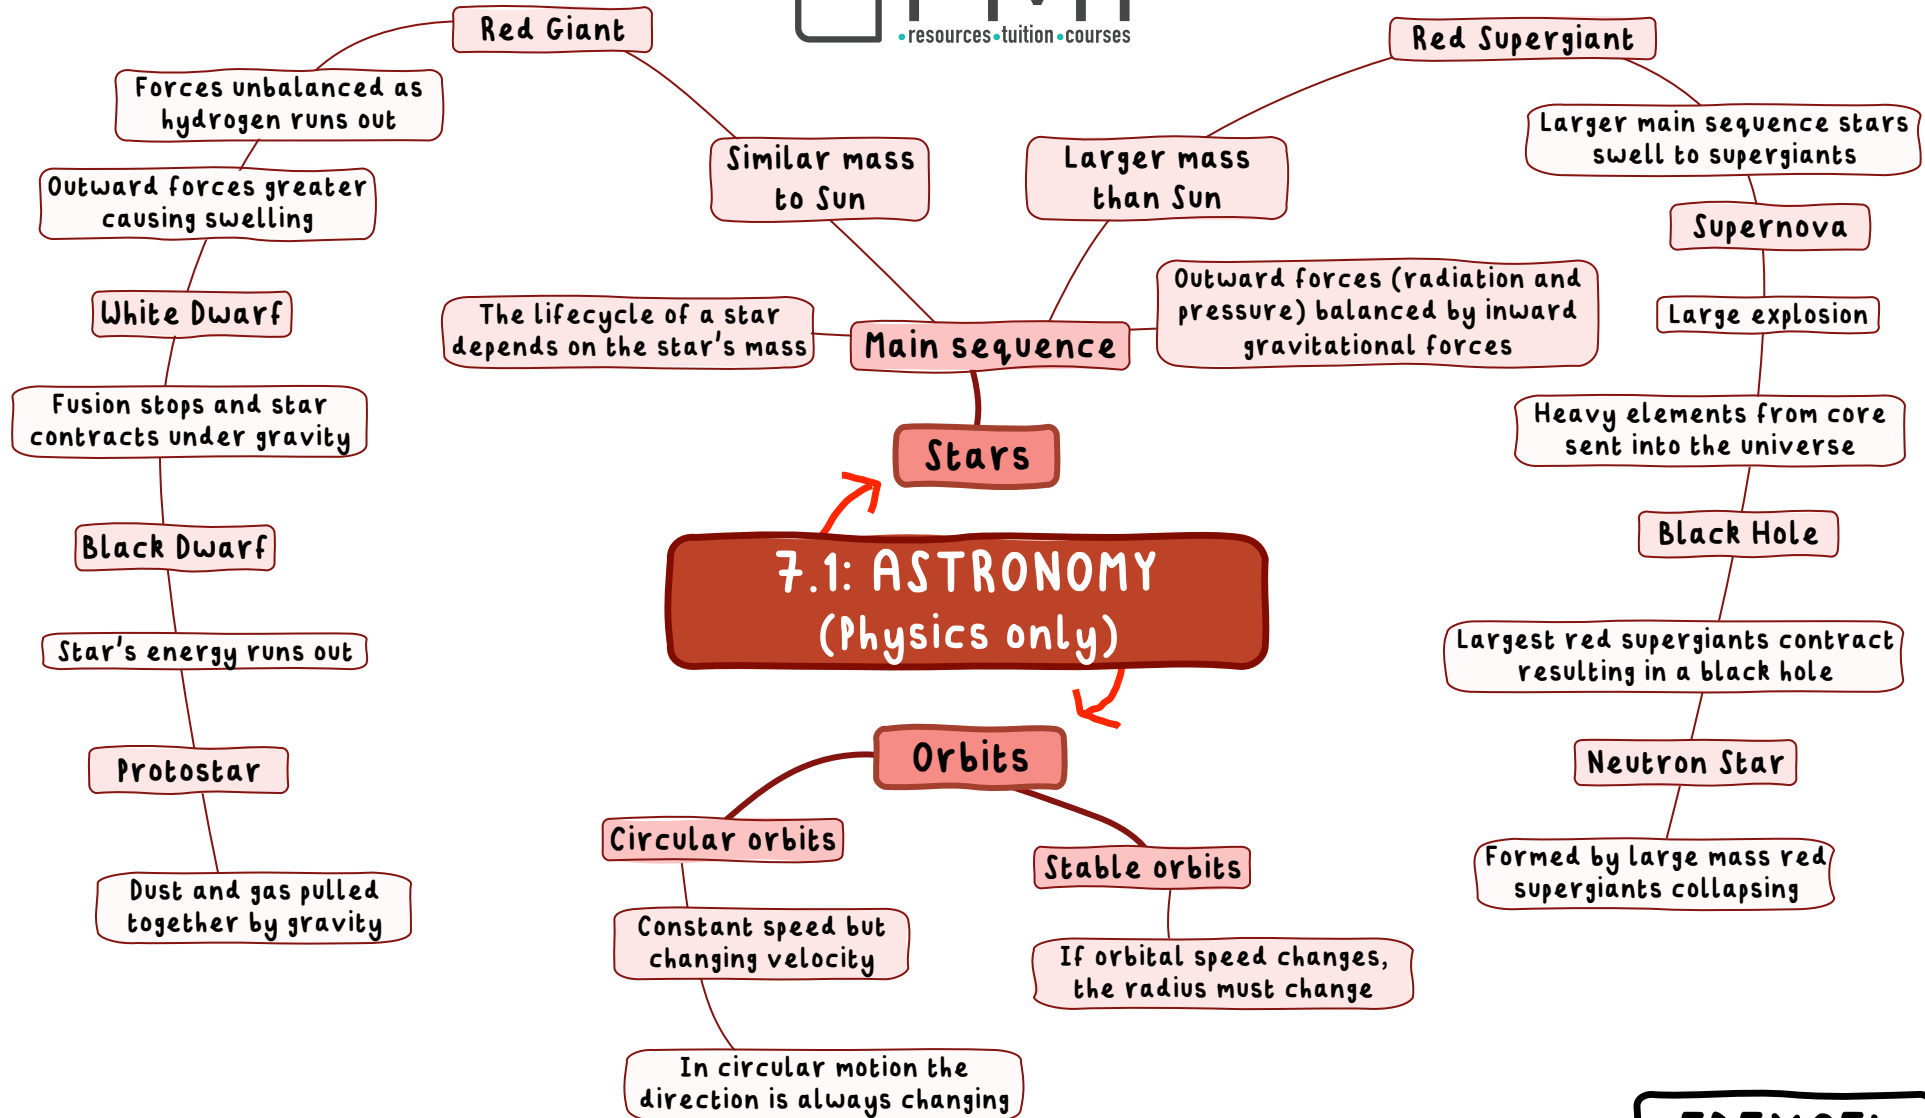 •resources•tuition•courses
Red Giant
Forces unbalanced as
hydrogen runs out
Outward forces greater
causing swelling
White Dwarf
Fusion stops and star
contracts under gravity
Black Dwarf
Star's energy runs out
Protostar
Dust and gas pulled
together by gravity
Similar mass
to Sun
Larger mass
than Sun
The lifecycle of a star
depends on the star's mass
Main sequence
Outward forces (radiation and
pressure) balanced by inward
gravitational forces
Stars
7.1: ASTRONOMY
(Physics only)
Orbits
Circular orbits
Constant speed but
changing velocity
In circular motion the
direction is always changing
Stable orbits
If orbital speed changes,
the radius must change
Red Supergiant
Larger main sequence stars
swell to supergiants
Supernova
Large explosion
Heavy elements from core
sent into the universe
Black Hole
Largest red supergiants contract
resulting in a black hole
Neutron Star
Formed by large mass red
supergiants collapsing